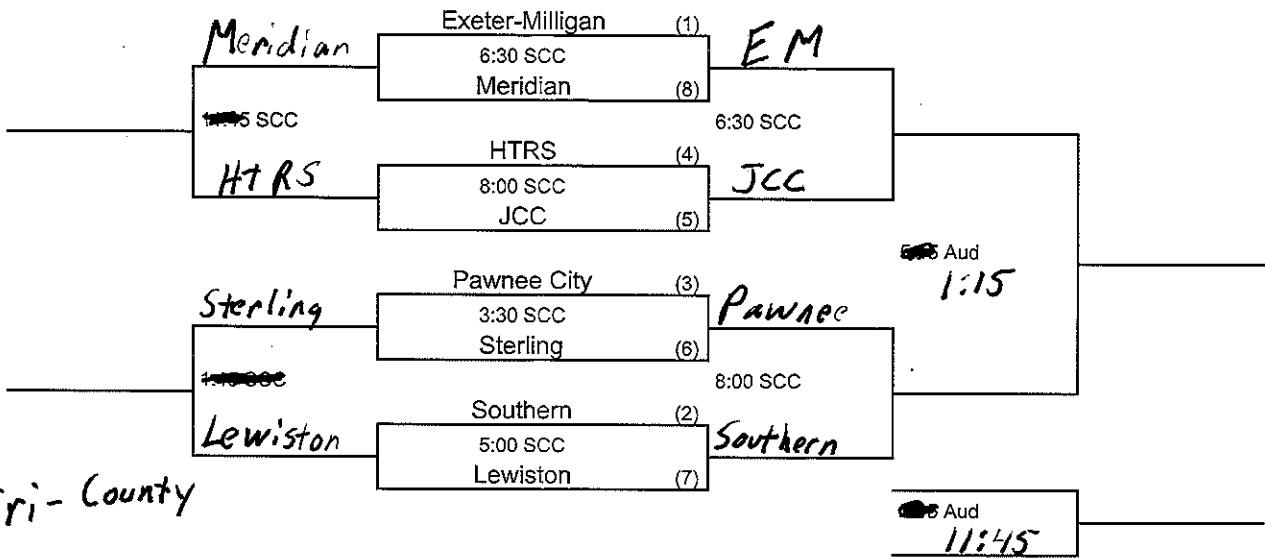 Exeter-Milligan (1)
Meridian 6:30 SCC EM
Meridian (8)
SCC 6:30 SCC
HTRS (4)
HTRS 8:00 SCC JCC
JCC (5)
Aud
1:15
Pawnee City (3)
Sterling 3:30 SCC Pawnee
Sterling (6)
8:00 SCC
Southern (2)
Lewiston 5:00 SCC Southern
Lewiston (7)
Tri-County
Aud
11:45